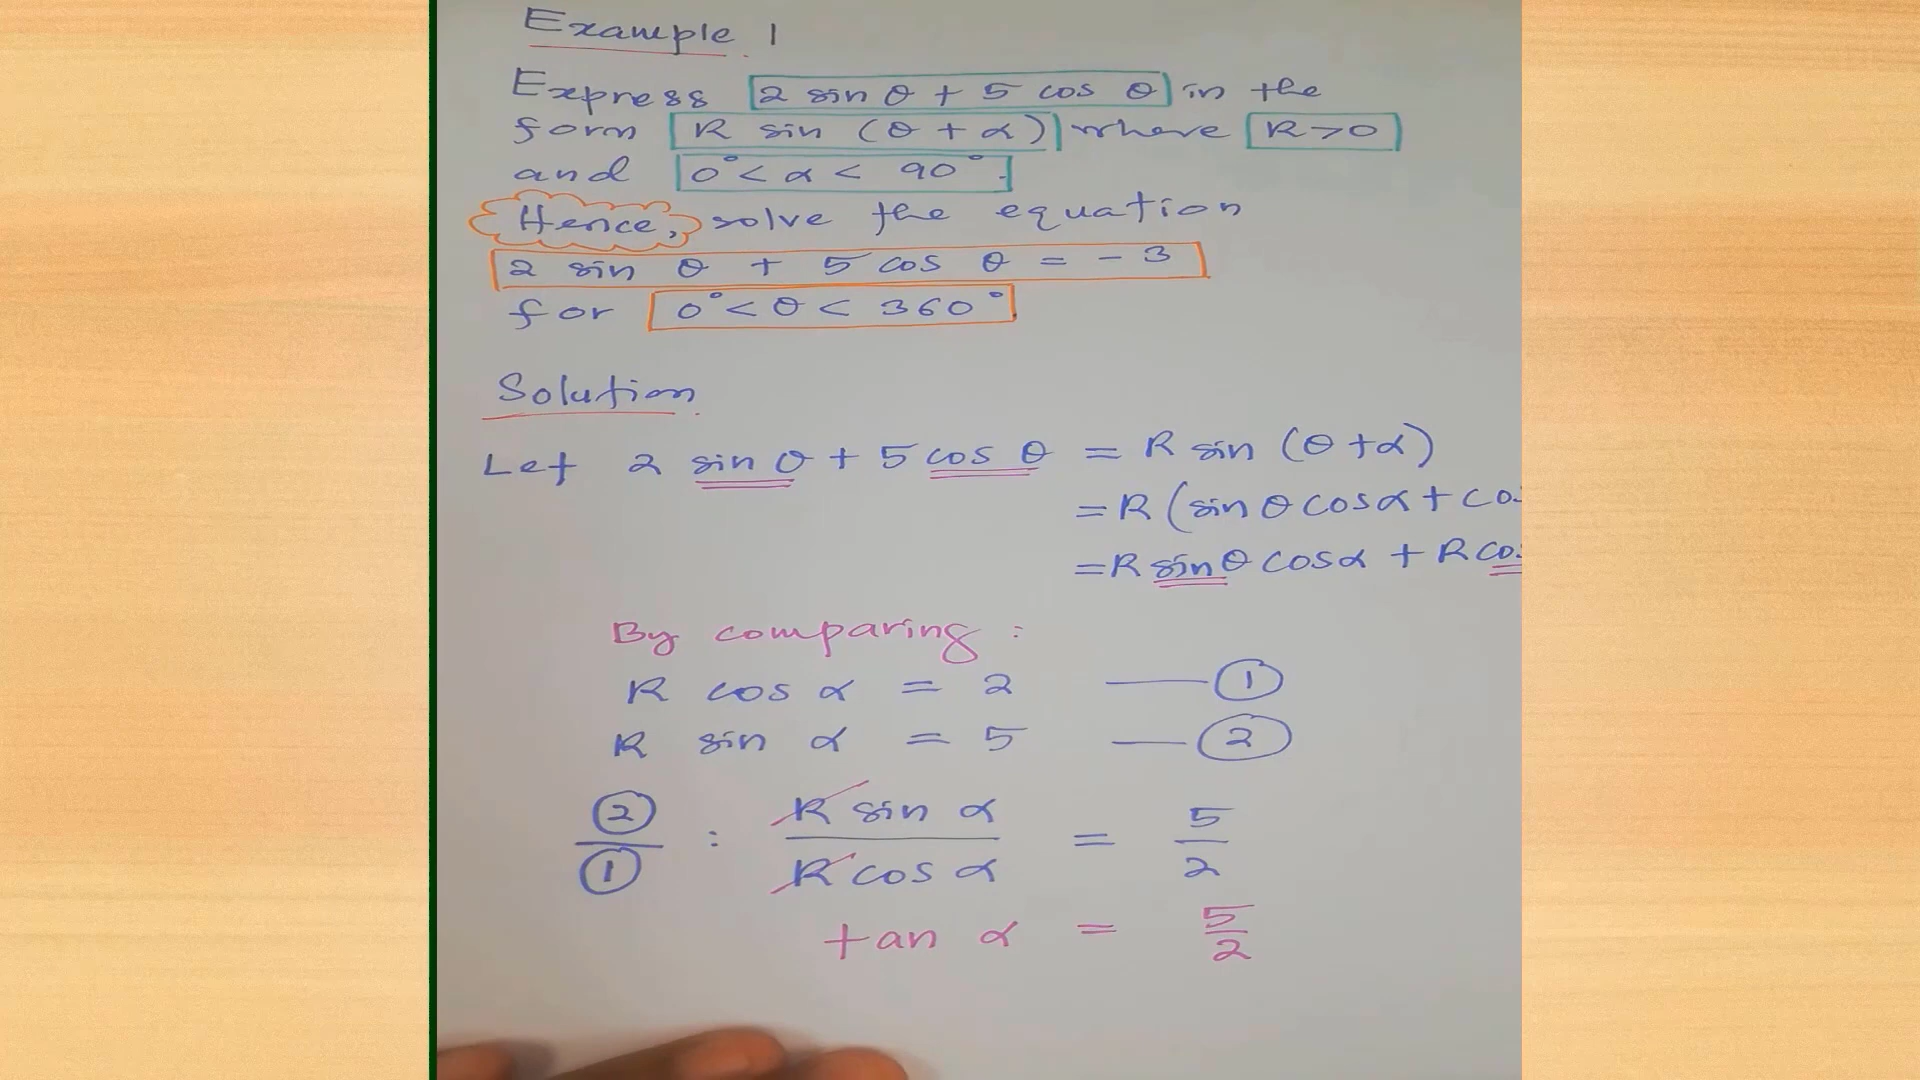 Example 1
Express 2 sin θ + 5 cos θ in the
form R sin (θ + α) where R > 0
and 0° < α < 90°.
Hence, solve the equation
2 sin θ + 5 cos θ = - 3
for 0° < θ < 360°.
Solution
Let 2 sin θ + 5 cos θ = R sin (θ + α)
= R (sin θ cos α + cos
= R sin θ cos α + R cos
By comparing :
R cos α = 2 — ①
R sin α = 5 — ②
②/① : R sin α / R cos α = 5/2
tan α = 5/2